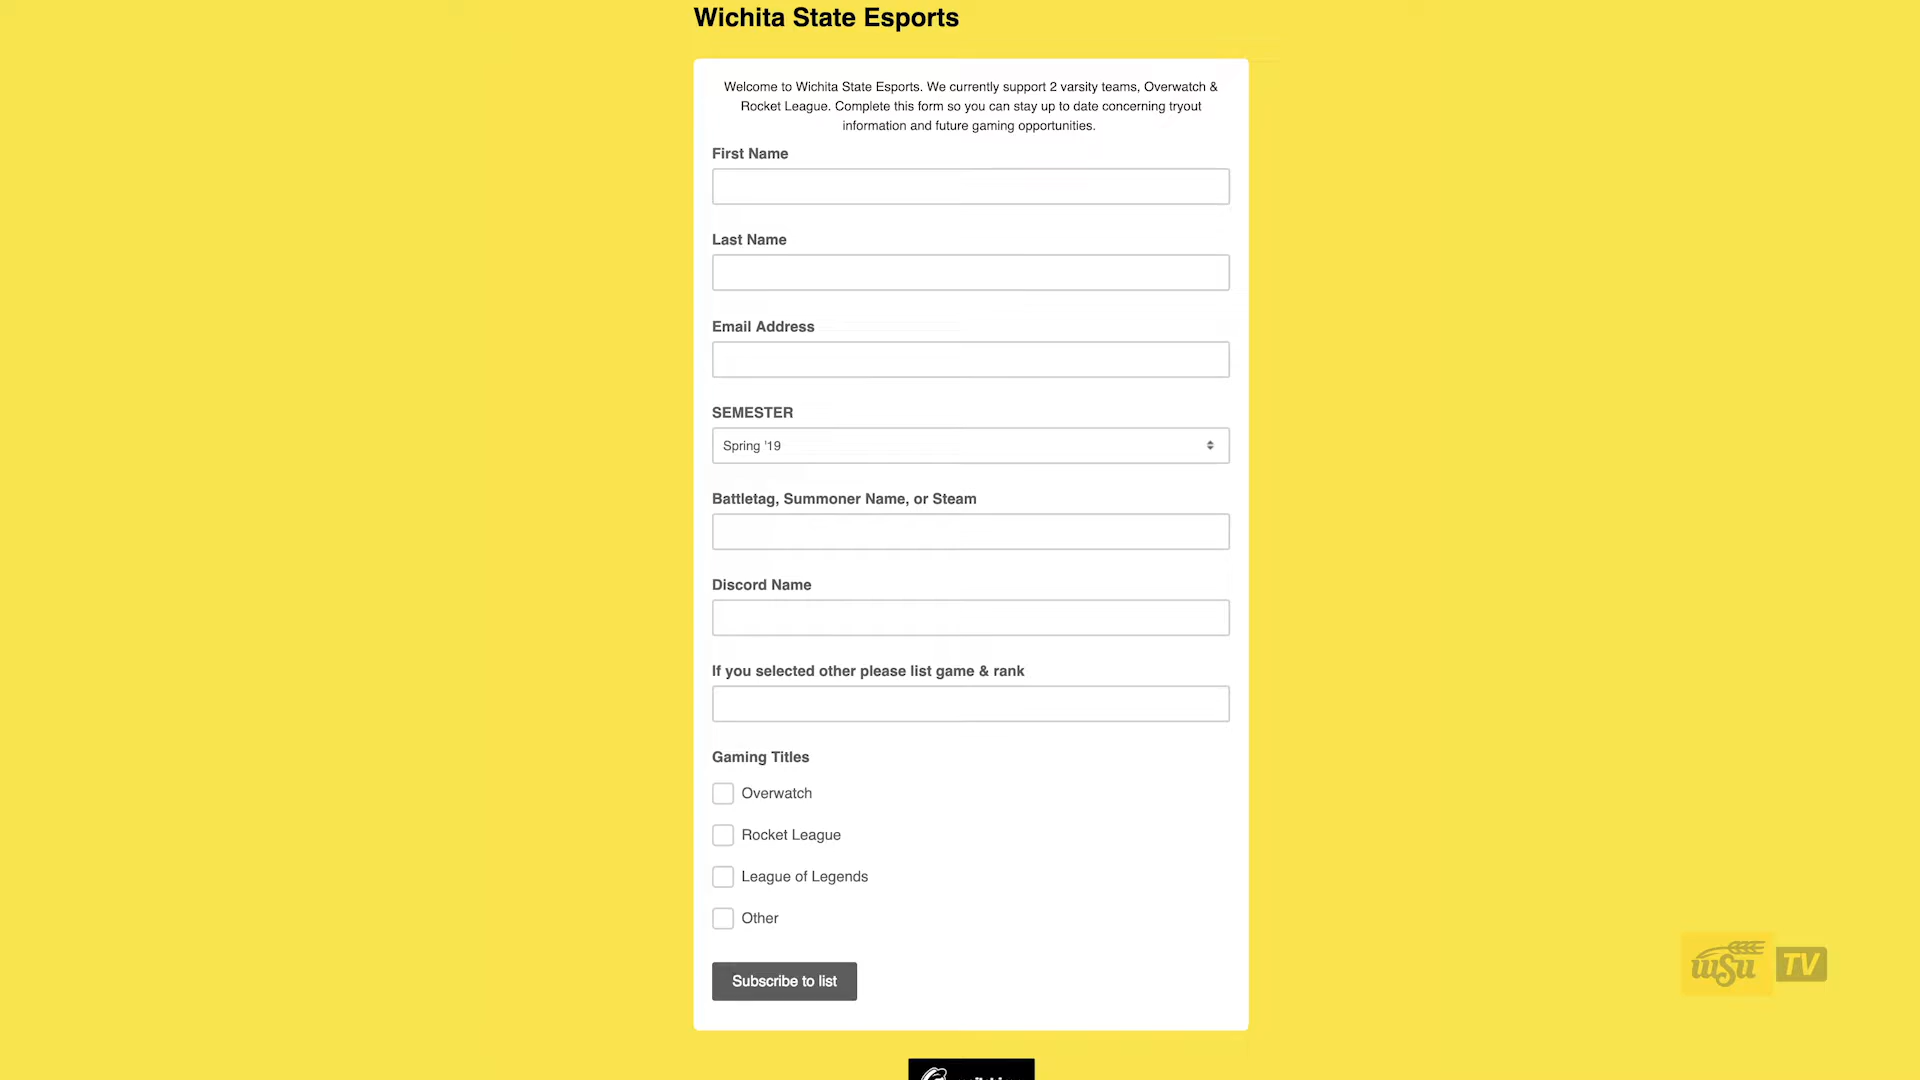 Wichita State Esports
Welcome to Wichita State Esports. We currently support 2 varsity teams, Overwatch &
Rocket League. Complete this form so you can stay up to date concerning tryout
information and future gaming opportunities.
First Name
Last Name
Email Address
SEMESTER
Spring '19
Battletag, Summoner Name, or Steam
Discord Name
If you selected other please list game & rank
Gaming Titles
Overwatch
Rocket League
League of Legends
Other
Subscribe to list
wSu TV